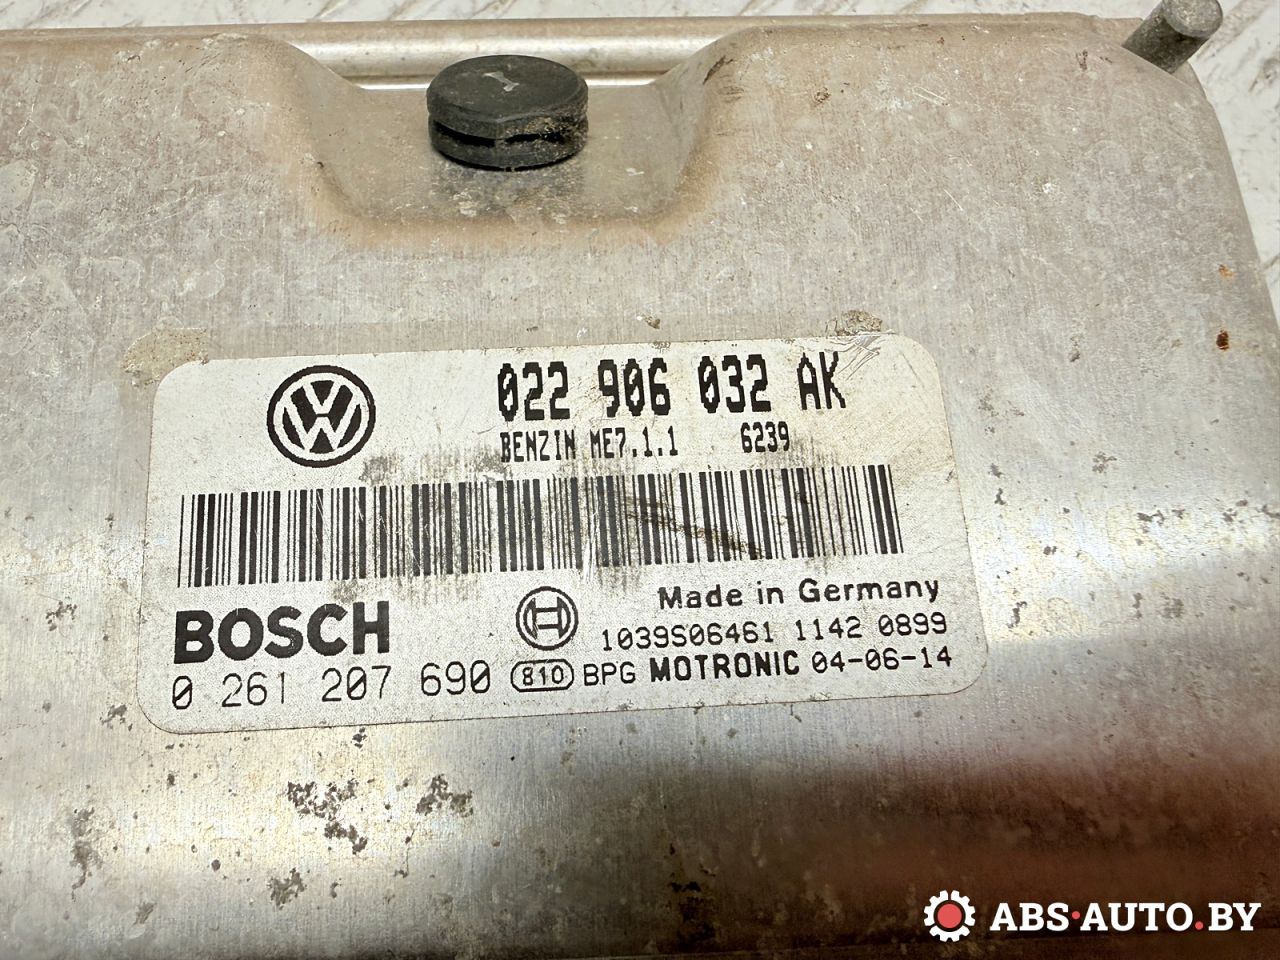 022 906 032 AK
BENZIN ME7.1.1 6239
Made in Germany
BOSCH
1039S06461 1142 0899
0 261 207 690 810 BPG MOTRONIC 04-06-14
ABS·AUTO.BY